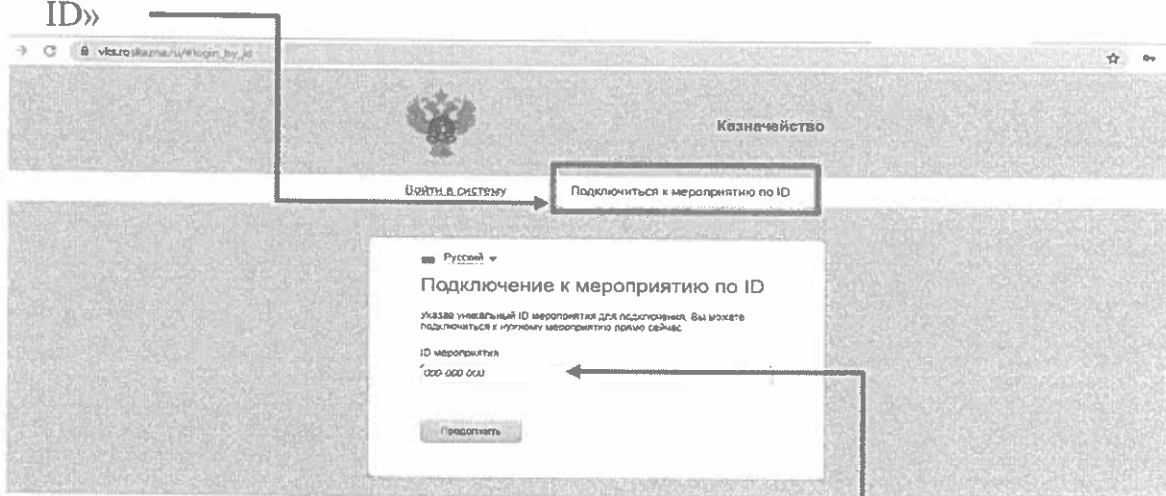 ID»
vks.roskazna.ru/#login_by_id
Казначейство
Войти в систему
Подключиться к мероприятию по ID
Русский
Подключение к мероприятию по ID
Указав уникальный ID мероприятия для подключения, Вы можете
подключиться к нужному мероприятию прямо сейчас
ID мероприятия
000-000-000
Продолжить